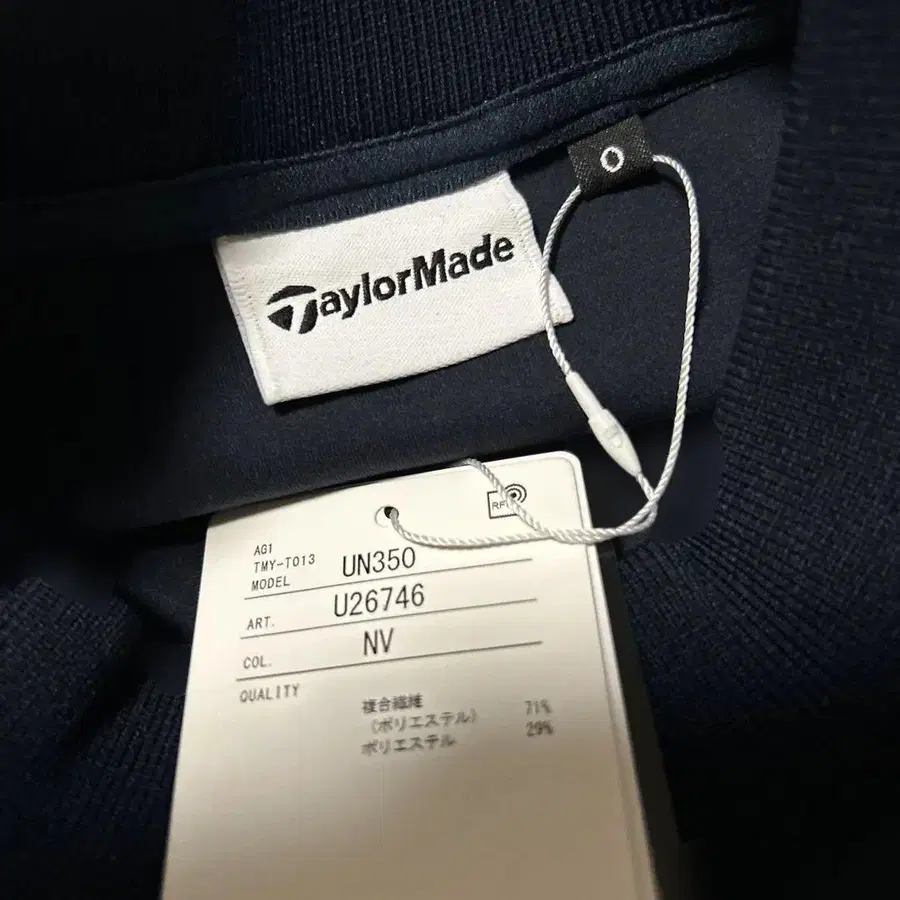 TaylorMade
O
RFID
AG1
TMY-T013
MODEL UN350
ART. U26746
COL. NV
QUALITY
複合繊維
(ポリエステル) 71%
ポリエステル 29%